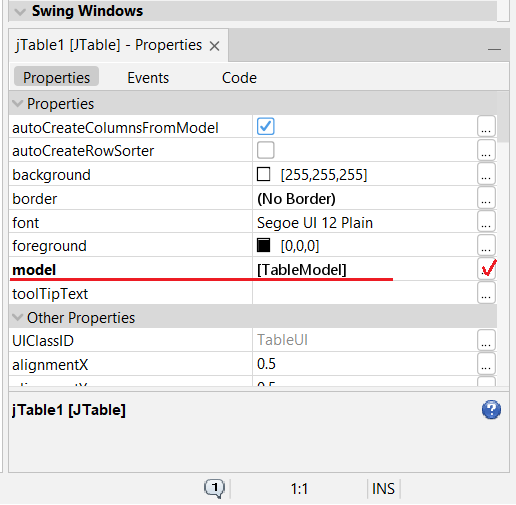 Swing Windows
jTable1 [JTable] - Properties
Properties Events Code
Properties
autoCreateColumnsFromModel ...
autoCreateRowSorter ...
background [255,255,255] ...
border (No Border) ...
font Segoe UI 12 Plain ...
foreground [0,0,0] ...
model [TableModel]
toolTipText ...
Other Properties
UIClassID TableUI ...
alignmentX 0.5 ...
jTable1 [JTable]
?
1 1:1 INS